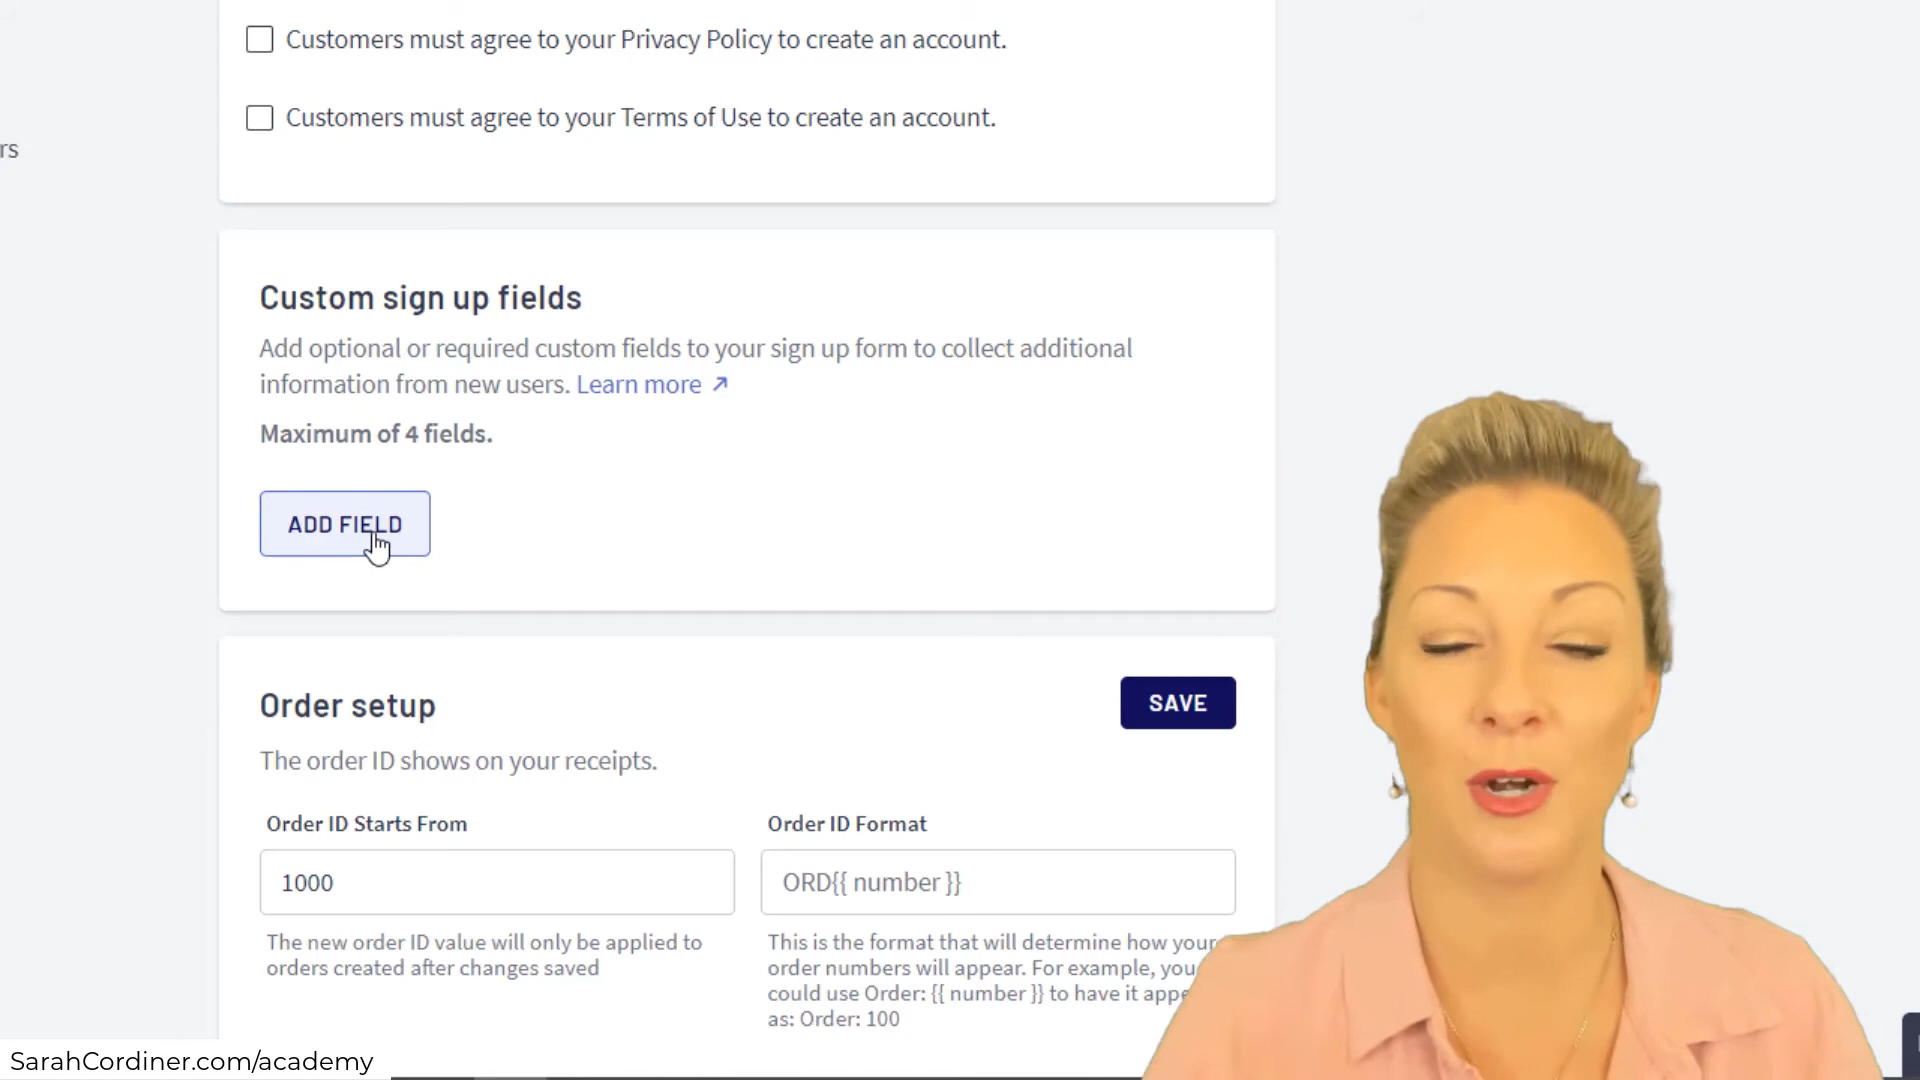 Customers must agree to your Privacy Policy to create an account.
Customers must agree to your Terms of Use to create an account.
rs
Custom sign up fields
Add optional or required custom fields to your sign up form to collect additional
information from new users. Learn more ↗
Maximum of 4 fields.
ADD FIELD
Order setup
SAVE
The order ID shows on your receipts.
Order ID Starts From
Order ID Format
1000
ORD{{ number }}
The new order ID value will only be applied to
orders created after changes saved
This is the format that will determine how your
order numbers will appear. For example, you
could use Order: {{ number }} to have it appe
as: Order: 100
SarahCordiner.com/academy